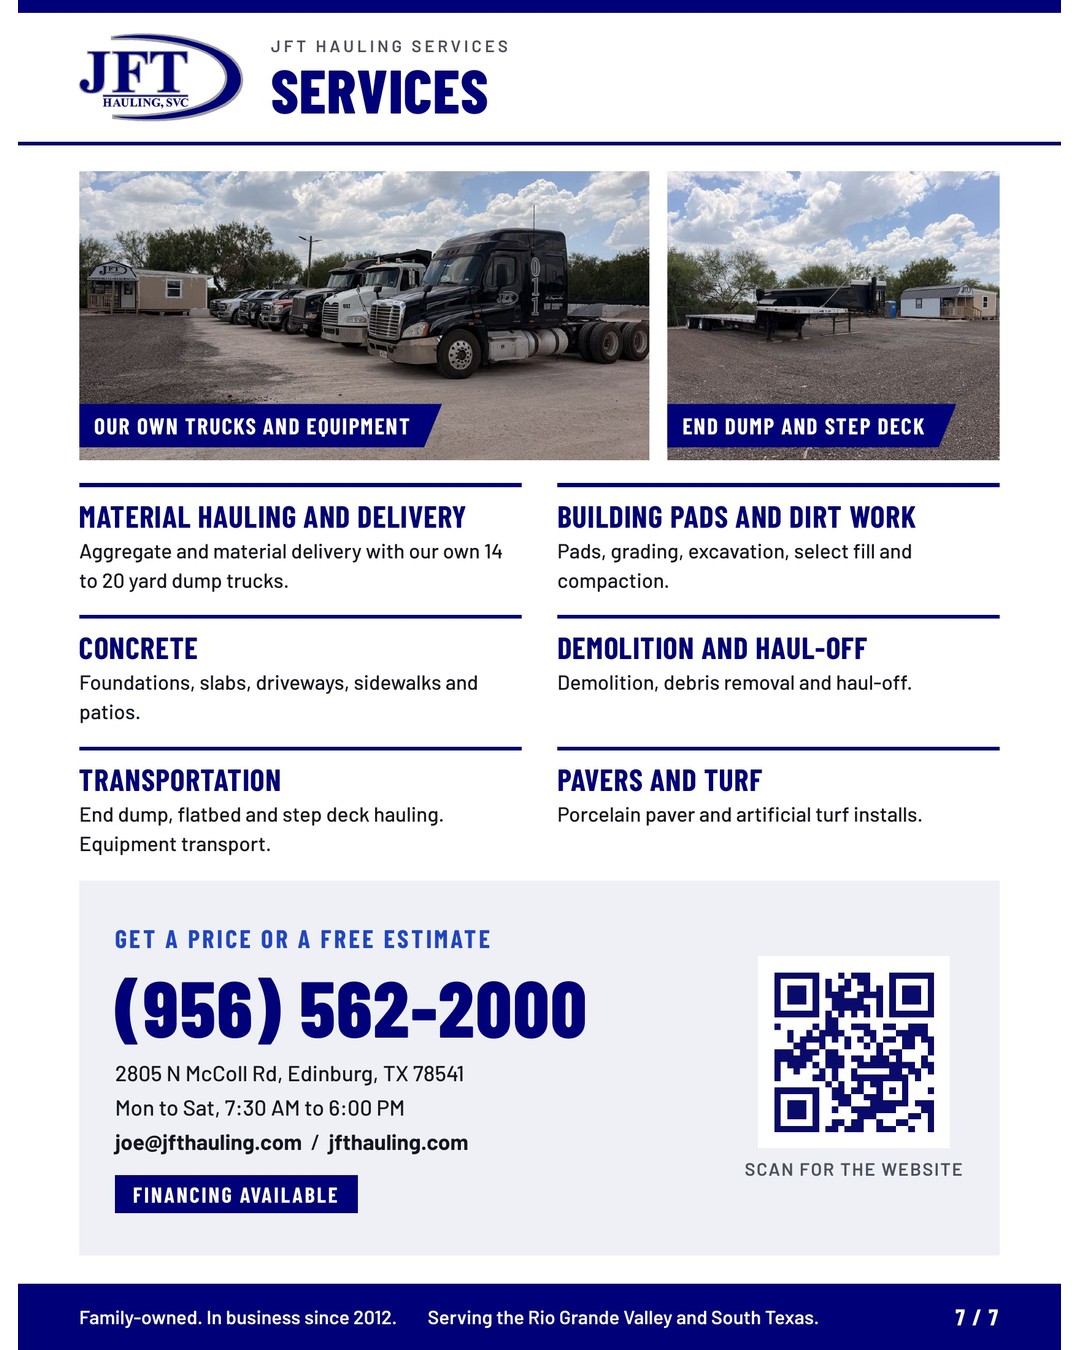 JFT
HAULING, SVC
JFT HAULING SERVICES
SERVICES
JFT
JFT
011
OUR OWN TRUCKS AND EQUIPMENT
END DUMP AND STEP DECK
MATERIAL HAULING AND DELIVERY
Aggregate and material delivery with our own 14
to 20 yard dump trucks.
BUILDING PADS AND DIRT WORK
Pads, grading, excavation, select fill and
compaction.
CONCRETE
Foundations, slabs, driveways, sidewalks and
patios.
DEMOLITION AND HAUL-OFF
Demolition, debris removal and haul-off.
TRANSPORTATION
End dump, flatbed and step deck hauling.
Equipment transport.
PAVERS AND TURF
Porcelain paver and artificial turf installs.
GET A PRICE OR A FREE ESTIMATE
(956) 562-2000
2805 N McColl Rd, Edinburg, TX 78541
Mon to Sat, 7:30 AM to 6:00 PM
joe@jfthauling.com / jfthauling.com
FINANCING AVAILABLE
SCAN FOR THE WEBSITE
Family-owned. In business since 2012. Serving the Rio Grande Valley and South Texas.
7 / 7